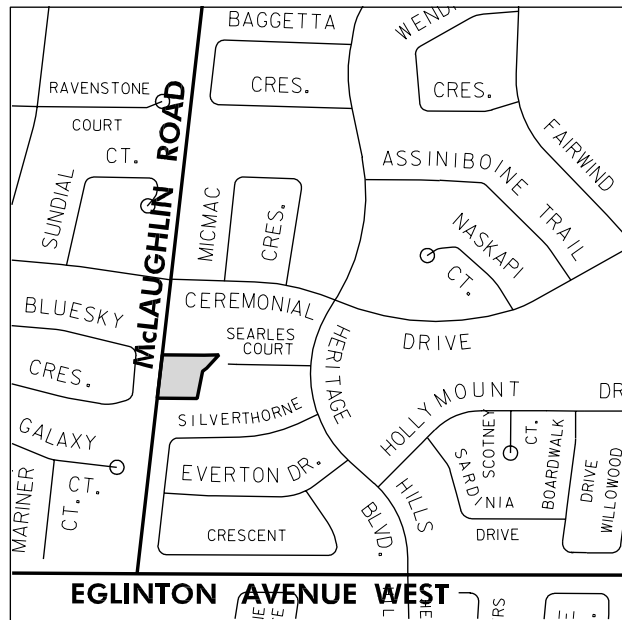 BAGGETTA
CRES.
CRES.
RAVENSTONE
COURT
CT.
SUNDIAL
McLAUGHLIN ROAD
MICMAC
CRES.
ASSINIBOINE TRAIL
FAIRWIND
NASKAPI
CT.
BLUESKY
CRES.
CEREMONIAL
DRIVE
SEARLES
COURT
HERITAGE
HILLS
BLVD.
SILVERTHORNE
CRESCENT
EVERTON DR.
HOLLYMOUNT DR
GALAXY
CT.
MARINER
CT.
SARDINIA
DRIVE
SCOTNEY
CT.
BOARDWALK
DRIVE
WILLOWOOD
EGLINTON AVENUE WEST